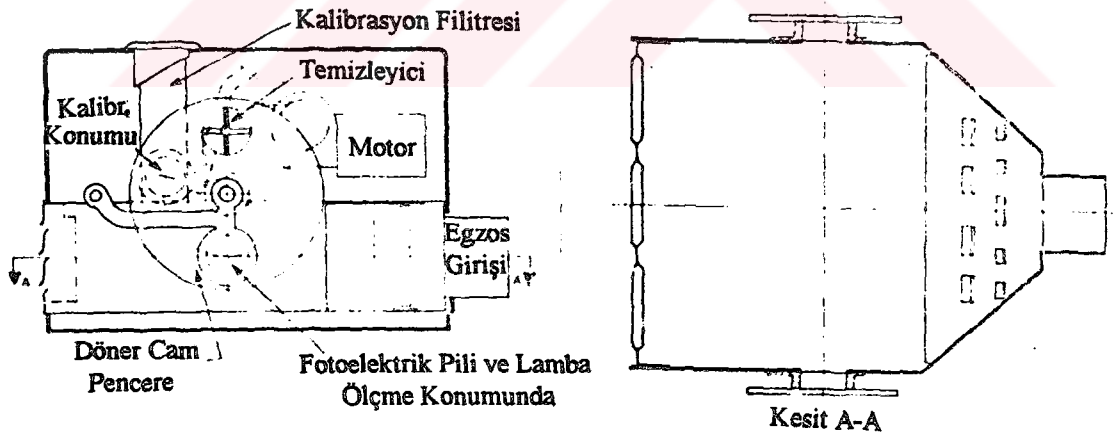 Kalibrasyon Filitresi
Temizleyici
Kalibr.
Konumu
Motor
Egzos
Girişi
A
A
Döner Cam
Pencere
Fotoelektrik Pili ve Lamba
Ölçme Konumunda
Kesit A-A